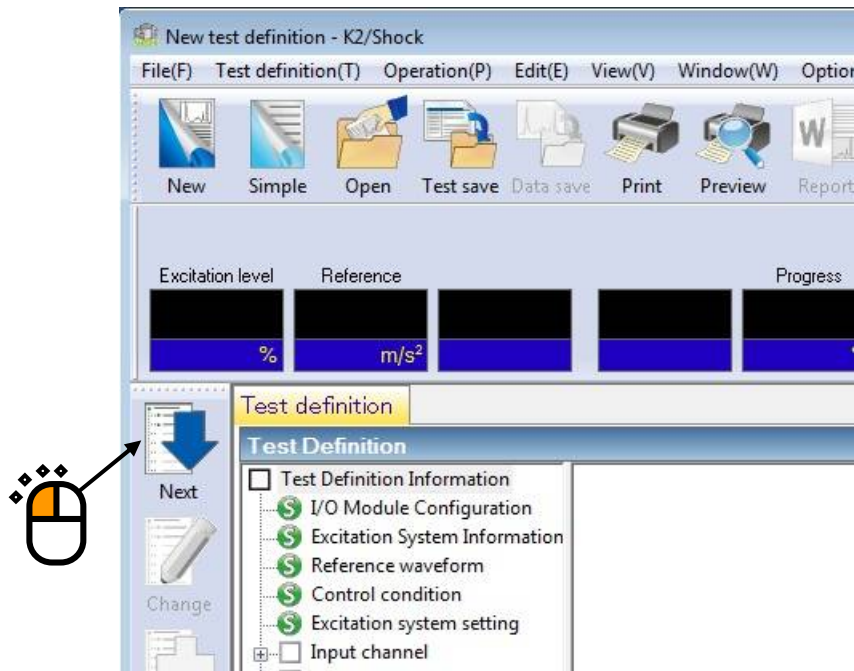 New test definition - K2/Shock
File(F) Test definition(T) Operation(P) Edit(E) View(V) Window(W) Option
New Simple Open Test save Data save Print Preview Report
Excitation level Reference Progress
% m/s²
Test definition
Test Definition
Next
Test Definition Information
S I/O Module Configuration
S Excitation System Information
S Reference waveform
S Control condition
Change
S Excitation system setting
Input channel